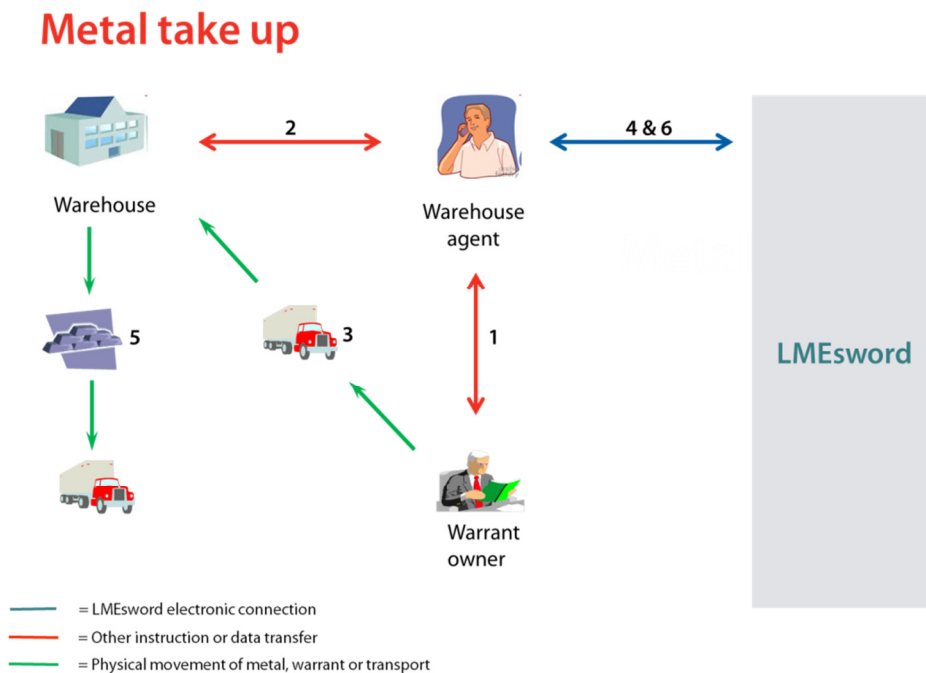 Metal take up
2
4 & 6
Warehouse
Warehouse
agent
5
3
1
LMEsword
Warrant
owner
= LMEsword electronic connection
= Other instruction or data transfer
= Physical movement of metal, warrant or transport